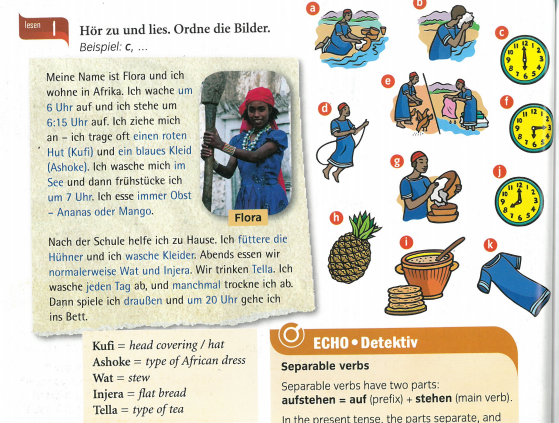 lesen
1
Hör zu und lies. Ordne die Bilder.
Beispiel: c, ...
Meine Name ist Flora und ich
wohne in Afrika. Ich wache um
6 Uhr auf und ich stehe um
6:15 Uhr auf. Ich ziehe mich
an – ich trage oft einen roten
Hut (Kufi) und ein blaues Kleid
(Ashoke). Ich wasche mich im
See und dann frühstücke ich
um 7 Uhr. Ich esse immer Obst
– Ananas oder Mango.
Flora
Nach der Schule helfe ich zu Hause. Ich füttere die
Hühner und ich wasche Kleider. Abends essen wir
normalerweise Wat und Injera. Wir trinken Tella. Ich
wasche jeden Tag ab, und manchmal trockne ich ab.
Dann spiele ich draußen und um 20 Uhr gehe ich
ins Bett.
Kufi = head covering / hat
Ashoke = type of African dress
Wat = stew
Injera = flat bread
Tella = type of tea
a
b
c
d
e
f
g
h
i
j
k
ECHO • Detektiv
Separable verbs
Separable verbs have two parts:
aufstehen = auf (prefix) + stehen (main verb).
In the present tense, the parts separate, and